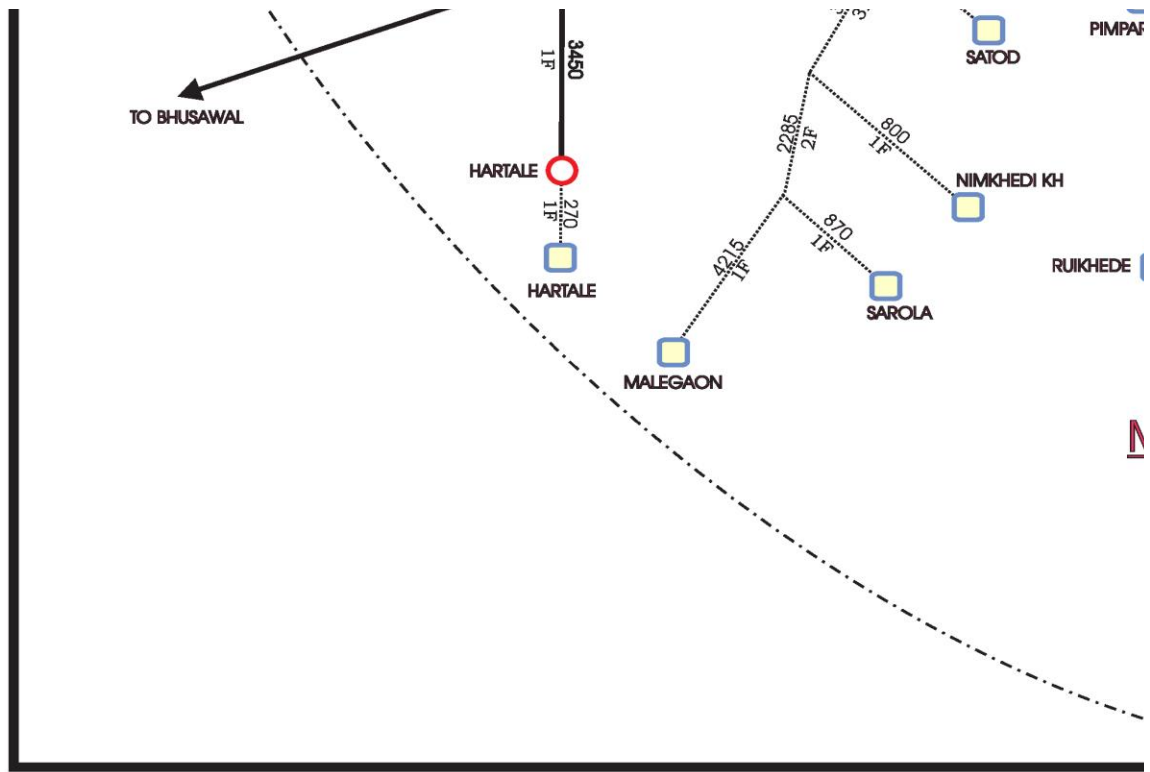 3450
1F
SATOD
TO BHUSAWAL
2285
2F
800
1F
HARTALE
NIMKHEDI KH
270
1F
870
1F
4215
1F
RUIKHEDE
HARTALE
SAROLA
MALEGAON